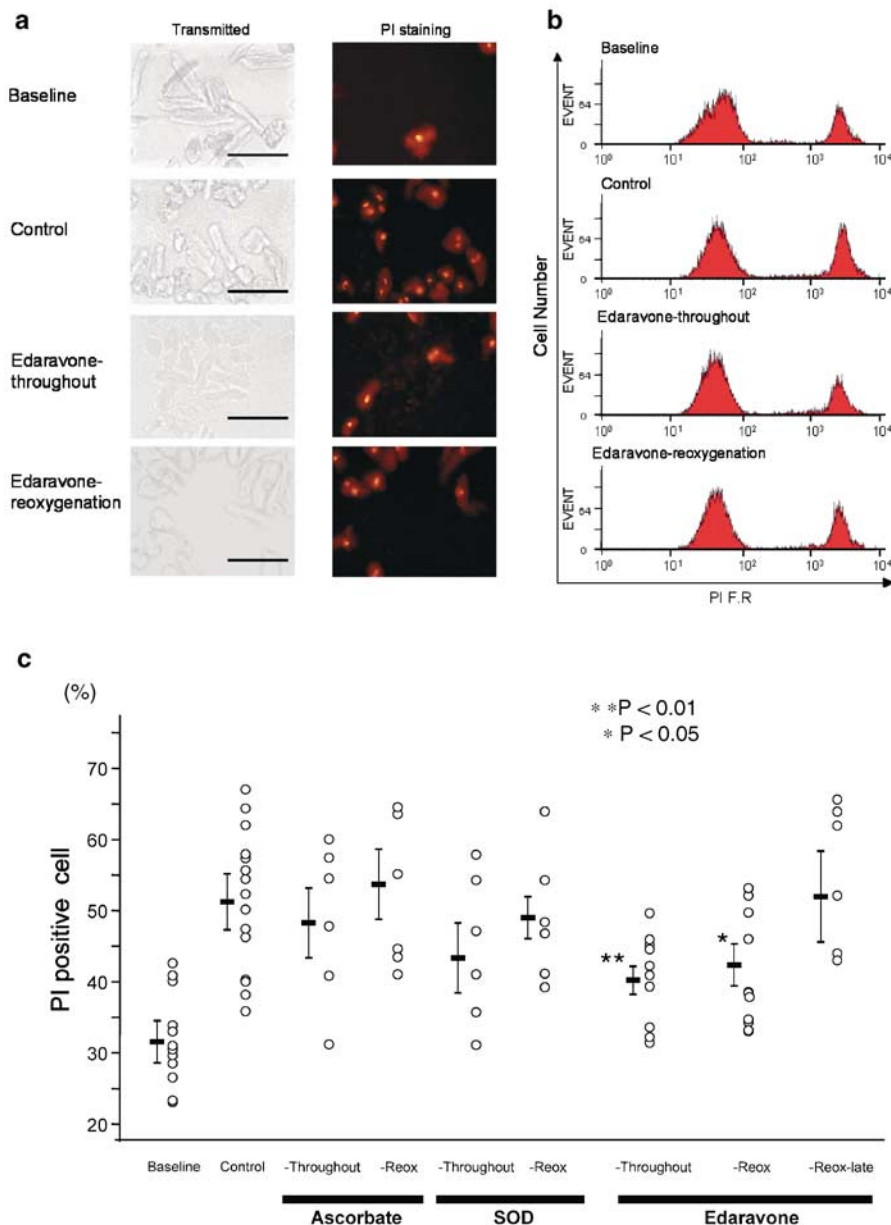 a
Transmitted
PI staining
Baseline
Control
Edaravone-
throughout
Edaravone-
reoxygenation
b
Cell Number
Baseline
EVENT
64
0
10⁰ 10¹ 10² 10³ 10⁴
Control
EVENT
64
0
10⁰ 10¹ 10² 10³ 10⁴
Edaravone-throughout
EVENT
64
0
10⁰ 10¹ 10² 10³ 10⁴
Edaravone-reoxygenation
EVENT
64
0
10⁰ 10¹ 10² 10³ 10⁴
PI F.R
c
(%)
PI positive cell
70
60
50
40
30
20
**P < 0.01
* P < 0.05
**
*
Baseline Control -Throughout -Reox -Throughout -Reox -Throughout -Reox -Reox-late
Ascorbate SOD Edaravone